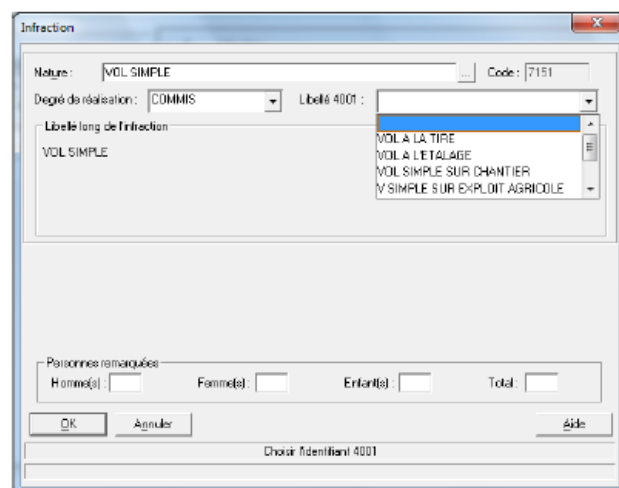 Infraction
Nature : VOL SIMPLE ... Code : 7151
Degré de réalisation : COMMIS Libellé 4001 :
Libellé long de l'infraction
VOL A LA TIRE
VOL SIMPLE
VOL A L'ETALAGE
VOL SIMPLE SUR CHANTIER
V SIMPLE SUR EXPLOIT AGRICOLE
Personnes remarquées
Homme(s) : Femme(s) : Enfant(s) : Total :
OK Annuler Aide
Choisir l'identifiant 4001